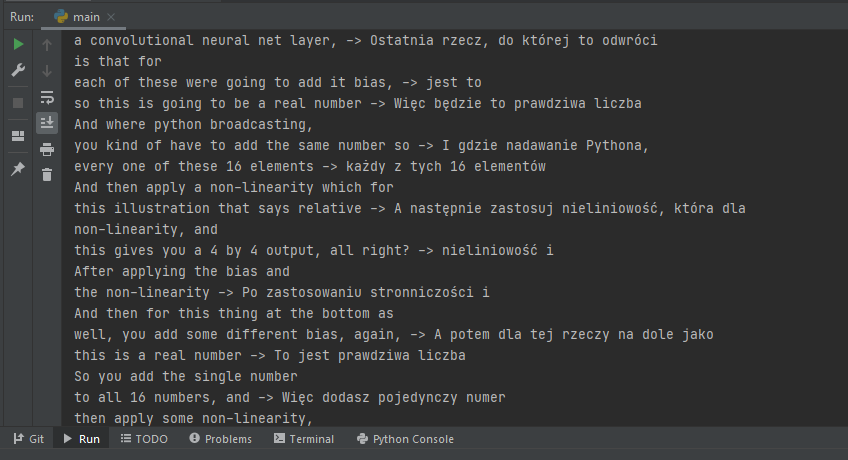 Run: main
a convolutional neural net layer, -> Ostatnia rzecz, do której to odwróci
is that for
each of these were going to add it bias, -> jest to
so this is going to be a real number -> Więc będzie to prawdziwa liczba
And where python broadcasting,
you kind of have to add the same number so -> I gdzie nadawanie Pythona,
every one of these 16 elements -> każdy z tych 16 elementów
And then apply a non-linearity which for
this illustration that says relative -> A następnie zastosuj nieliniowość, która dla
non-linearity, and
this gives you a 4 by 4 output, all right? -> nieliniowość i
After applying the bias and
the non-linearity -> Po zastosowaniu stronniczości i
And then for this thing at the bottom as
well, you add some different bias, again, -> A potem dla tej rzeczy na dole jako
this is a real number -> To jest prawdziwa liczba
So you add the single number
to all 16 numbers, and -> Więc dodasz pojedynczy numer
then apply some non-linearity,
Git Run TODO Problems Terminal Python Console